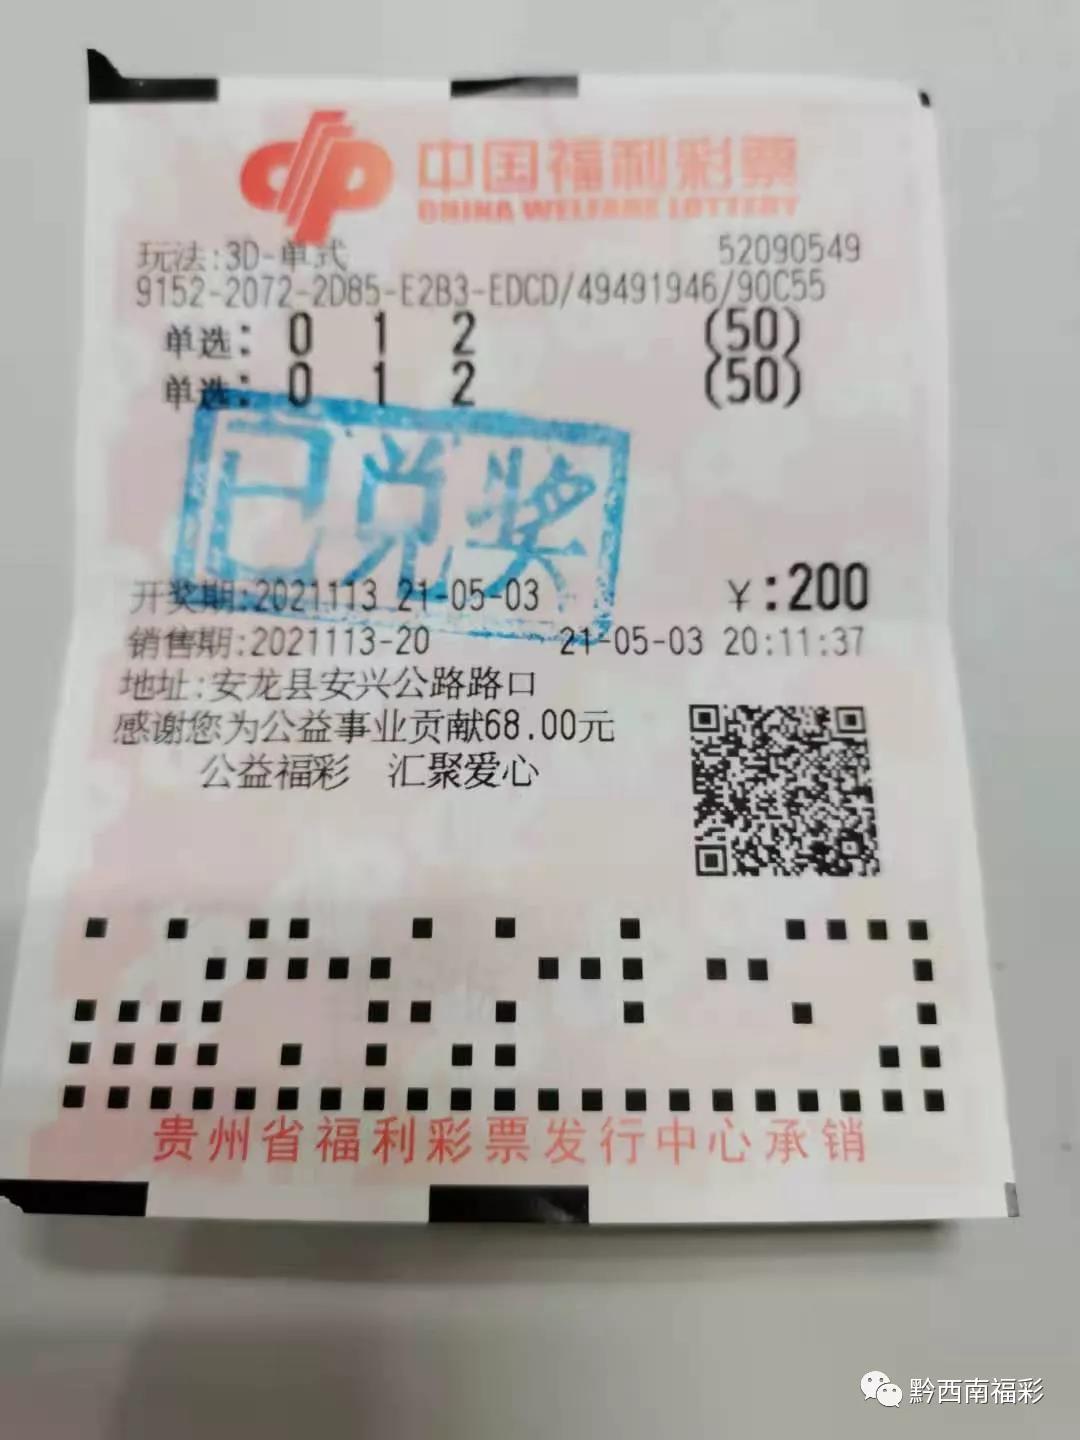 中国福利彩票
CHINA WELFARE LOTTERY
玩法:3D-单式 52090549
9152-2072-2D85-E2B3-EDCD/49491946/90C55
单选: 0 1 2 (50)
单选: 0 1 2 (50)
已兑奖
开奖期:2021113 21-05-03 ¥:200
销售期:2021113-20 21-05-03 20:11:37
地址:安龙县安兴公路路口
感谢您为公益事业贡献68.00元
公益福彩 汇聚爱心
贵州省福利彩票发行中心承销
黔西南福彩